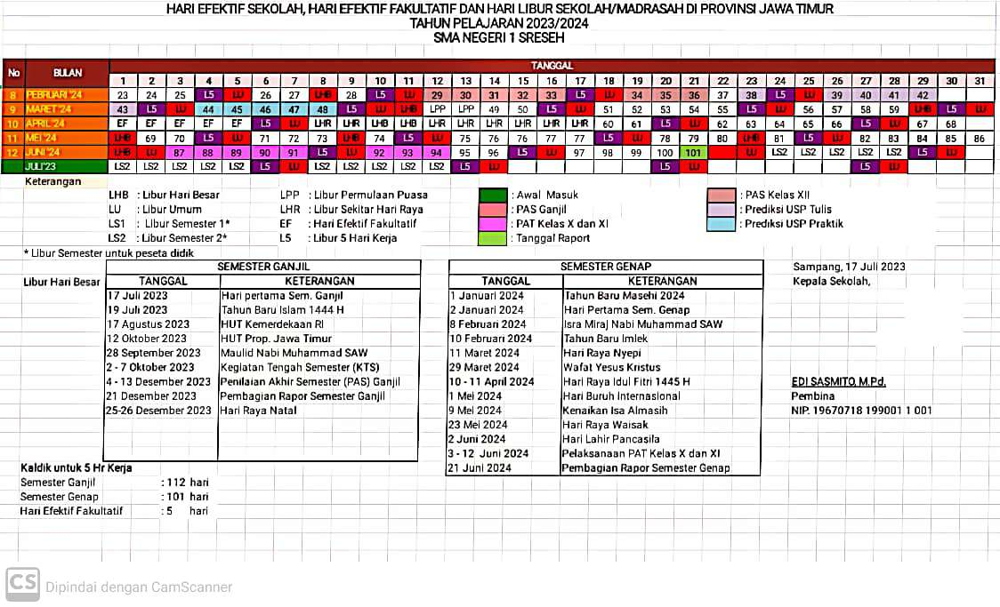 HARI EFEKTIF SEKOLAH, HARI EFEKTIF FAKULTATIF DAN HARI LIBUR SEKOLAH/MADRASAH DI PROVINSI JAWA TIMUR
TAHUN PELAJARAN 2023/2024
SMA NEGERI 1 SRESEH
No BULAN TANGGAL
1 2 3 4 5 6 7 8 9 10 11 12 13 14 15 16 17 18 19 20 21 22 23 24 25 26 27 28 29 30 31
8 PEBRUARI '24 23 24 25 L5 LU 26 27 LHB 28 L5 LU 29 30 31 32 33 L5 LU 34 35 36 37 38 L5 LU 39 40 41 42
9 MARET '24 43 L5 LU 44 45 46 47 48 L5 LU LHB LPP LPP 49 50 L5 LU 51 52 53 54 55 L5 LU 56 57 58 59 LHB L5 LU
10 APRIL '24 EF EF EF EF EF L5 LU LHR LHR LHB LHB LHR LHR LHR LHR LHR LHR 60 61 L5 LU 62 63 64 65 66 L5 LU 67 68
11 MEI '24 LHB 69 70 L5 LU 71 72 73 LHB 74 L5 LU 75 76 76 77 77 L5 LU 78 79 80 LHB 81 L5 LU 82 83 84 85 86
12 JUNI '24 LHB LU 87 88 89 90 91 L5 LU 92 93 94 95 96 L5 LU 97 98 99 100 101 LU LS2 LS2 LS2 LS2 LS2 L5 LU
JULI'23 LS2 LS2 LS2 LS2 LS2 L5 LU LS2 LS2 LS2 LS2 LS2 L5 LU L5 LU L5 LU
Keterangan
LHB : Libur Hari Besar LPP : Libur Permulaan Puasa : Awal Masuk : PAS Kelas XII
LU : Libur Umum LHR : Libur Sekitar Hari Raya : PAS Ganjil : Prediksi USP Tulis
LS1 : Libur Semester 1* EF : Hari Efektif Fakultatif : PAT Kelas X dan XI : Prediksi USP Praktik
LS2 : Libur Semester 2* L5 : Libur 5 Hari Kerja : Tanggal Raport
* Libur Semester untuk peseta didik
Libur Hari Besar
SEMESTER GANJIL
TANGGAL KETERANGAN
17 Juli 2023 Hari pertama Sem. Ganjil
19 Juli 2023 Tahun Baru Islam 1444 H
17 Agustus 2023 HUT Kemerdekaan RI
12 Oktober 2023 HUT Prop. Jawa Timur
28 September 2023 Maulid Nabi Muhammad SAW
2 - 7 Oktober 2023 Kegiatan Tengah Semester (KTS)
4 - 13 Desember 2023 Penilaian Akhir Semester (PAS) Ganjil
21 Desember 2023 Pembagian Rapor Semester Ganjil
25-26 Desember 2023 Hari Raya Natal
SEMESTER GENAP
TANGGAL KETERANGAN
1 Januari 2024 Tahun Baru Masehi 2024
2 Januari 2024 Hari Pertama Sem. Genap
8 Februari 2024 Isra Miraj Nabi Muhammad SAW
10 Februari 2024 Tahun Baru Imlek
11 Maret 2024 Hari Raya Nyepi
29 Maret 2024 Wafat Yesus Kristus
10 - 11 April 2024 Hari Raya Idul Fitri 1445 H
1 Mei 2024 Hari Buruh Internasional
9 Mei 2024 Kenaikan Isa Almasih
23 Mei 2024 Hari Raya Waisak
2 Juni 2024 Hari Lahir Pancasila
3 - 12 Juni 2024 Pelaksanaan PAT Kelas X dan XI
21 Juni 2024 Pembagian Rapor Semester Genap
Sampang, 17 Juli 2023
Kepala Sekolah,
EDI SASMITO, M.Pd.
Pembina
NIP. 19670718 199001 1 001
Kaldik untuk 5 Hr Kerja
Semester Ganjil : 112 hari
Semester Genap : 101 hari
Hari Efektif Fakultatif : 5 hari
CS Dipindai dengan CamScanner